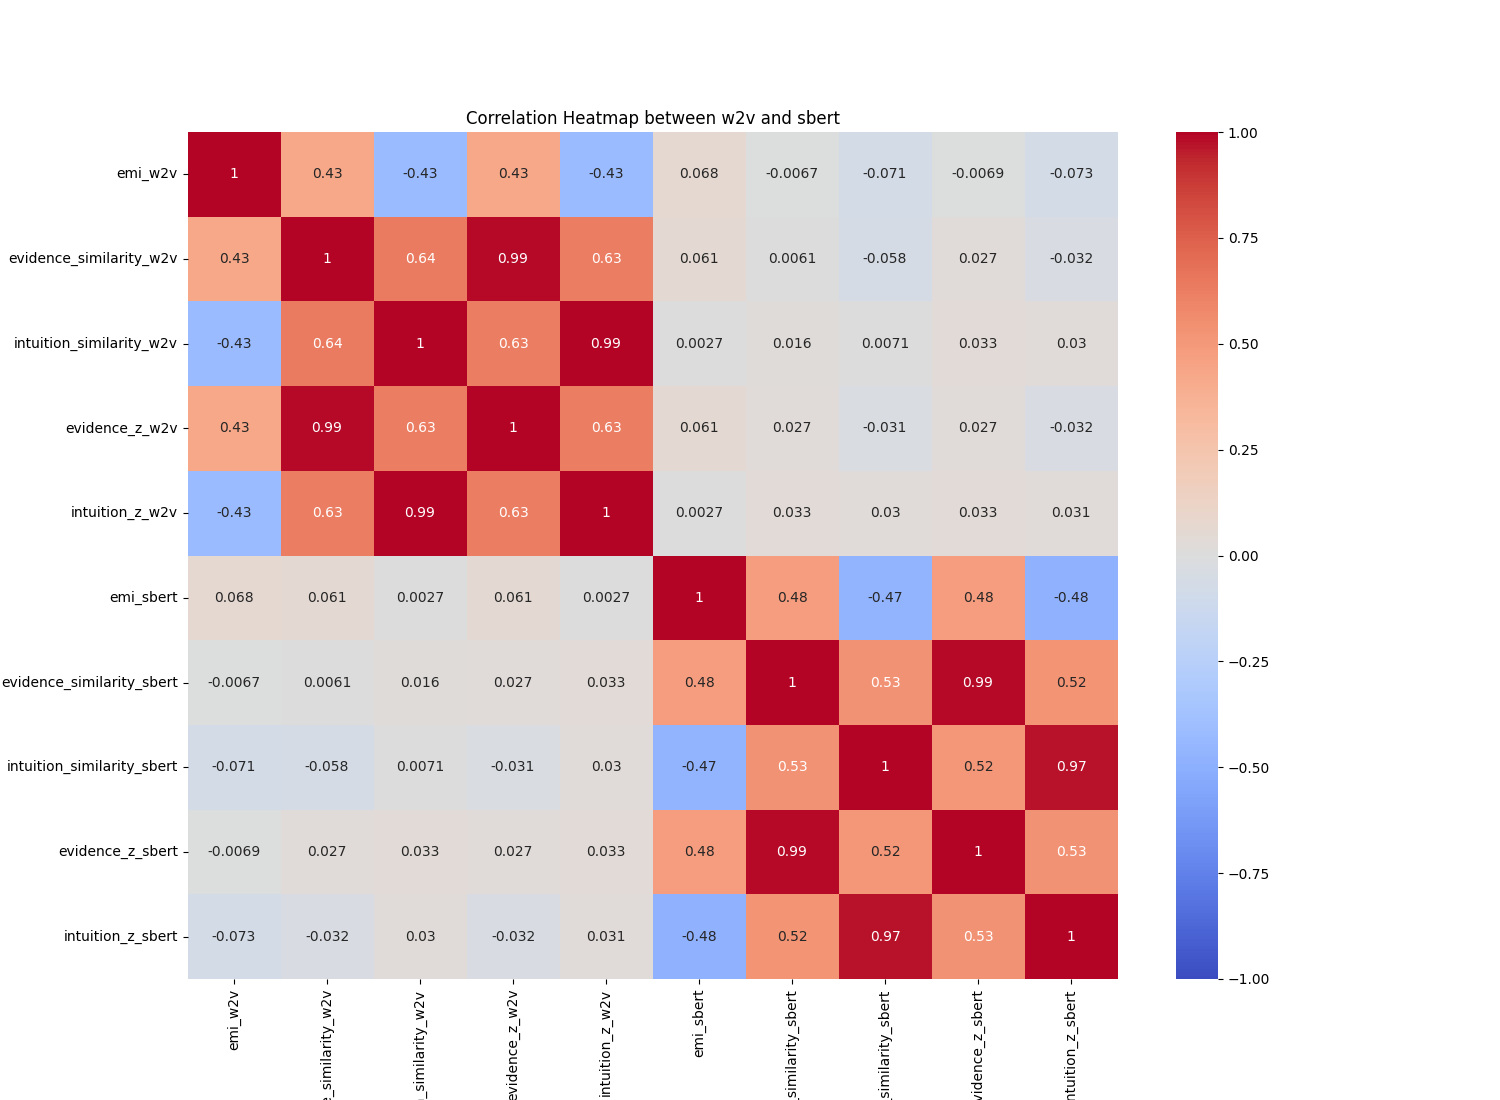 Correlation Heatmap between w2v and sbert
emi_w2v 1 0.43 -0.43 0.43 -0.43 0.068 -0.0067 -0.071 -0.0069 -0.073
evidence_similarity_w2v 0.43 1 0.64 0.99 0.63 0.061 0.0061 -0.058 0.027 -0.032
intuition_similarity_w2v -0.43 0.64 1 0.63 0.99 0.0027 0.016 0.0071 0.033 0.03
evidence_z_w2v 0.43 0.99 0.63 1 0.63 0.061 0.027 -0.031 0.027 -0.032
intuition_z_w2v -0.43 0.63 0.99 0.63 1 0.0027 0.033 0.03 0.033 0.031
emi_sbert 0.068 0.061 0.0027 0.061 0.0027 1 0.48 -0.47 0.48 -0.48
evidence_similarity_sbert -0.0067 0.0061 0.016 0.027 0.033 0.48 1 0.53 0.99 0.52
intuition_similarity_sbert -0.071 -0.058 0.0071 -0.031 0.03 -0.47 0.53 1 0.52 0.97
evidence_z_sbert -0.0069 0.027 0.033 0.027 0.033 0.48 0.99 0.52 1 0.53
intuition_z_sbert -0.073 -0.032 0.03 -0.032 0.031 -0.48 0.52 0.97 0.53 1
emi_w2v
e_similarity_w2v
_similarity_w2v
evidence_z_w2v
intuition_z_w2v
emi_sbert
similarity_sbert
similarity_sbert
vidence_z_sbert
ntuition_z_sbert
1.00
0.75
0.50
0.25
0.00
−0.25
−0.50
−0.75
−1.00